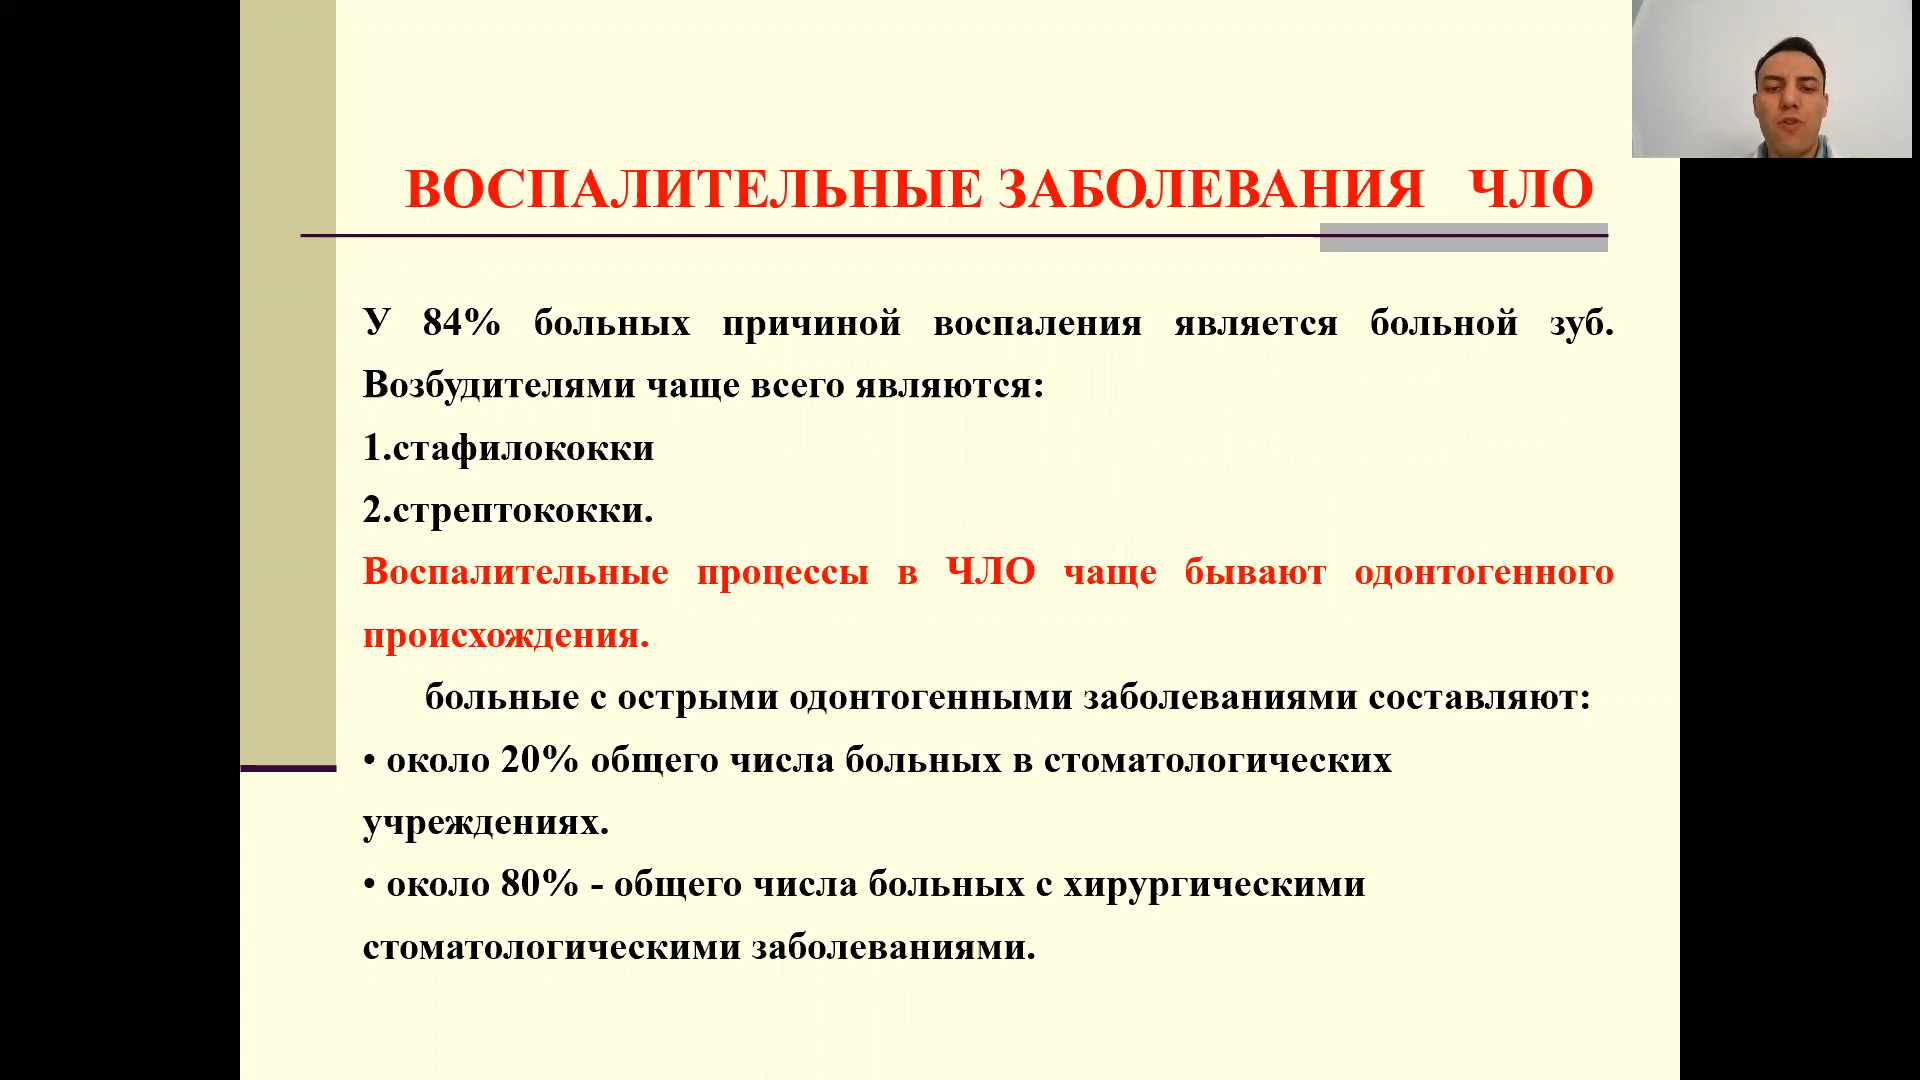 ВОСПАЛИТЕЛЬНЫЕ ЗАБОЛЕВАНИЯ ЧЛО
У 84% больных причиной воспаления является больной зуб.
Возбудителями чаще всего являются:
1.стафилококки
2.стрептококки.
Воспалительные процессы в ЧЛО чаще бывают одонтогенного
происхождения.
больные с острыми одонтогенными заболеваниями составляют:
• около 20% общего числа больных в стоматологических
учреждениях.
• около 80% - общего числа больных с хирургическими
стоматологическими заболеваниями.